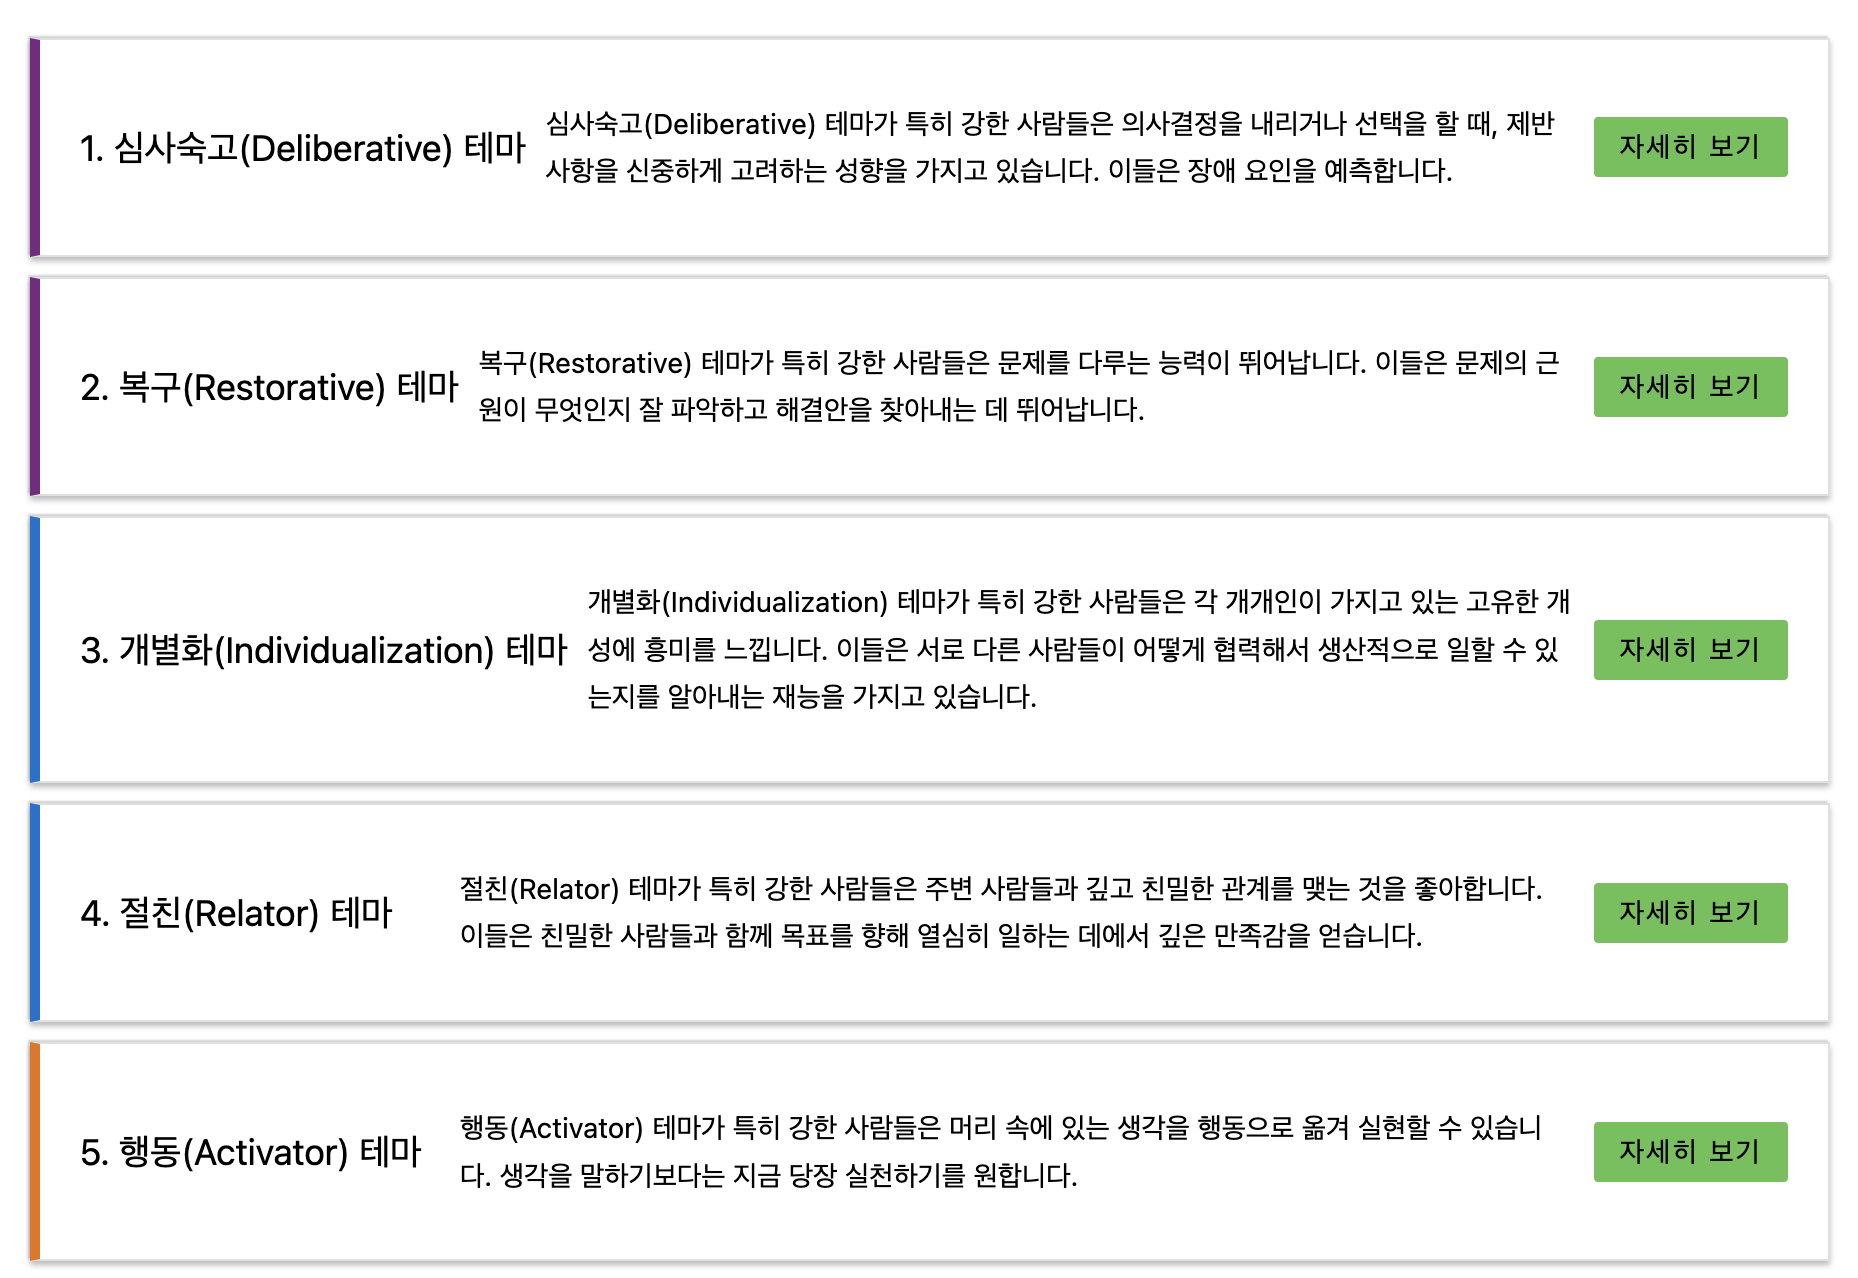 1. 심사숙고(Deliberative) 테마
심사숙고(Deliberative) 테마가 특히 강한 사람들은 의사결정을 내리거나 선택을 할 때, 제반
사항을 신중하게 고려하는 성향을 가지고 있습니다. 이들은 장애 요인을 예측합니다.
자세히 보기
2. 복구(Restorative) 테마
복구(Restorative) 테마가 특히 강한 사람들은 문제를 다루는 능력이 뛰어납니다. 이들은 문제의 근
원이 무엇인지 잘 파악하고 해결안을 찾아내는 데 뛰어납니다.
자세히 보기
3. 개별화(Individualization) 테마
개별화(Individualization) 테마가 특히 강한 사람들은 각 개개인이 가지고 있는 고유한 개
성에 흥미를 느낍니다. 이들은 서로 다른 사람들이 어떻게 협력해서 생산적으로 일할 수 있
는지를 알아내는 재능을 가지고 있습니다.
자세히 보기
4. 절친(Relator) 테마
절친(Relator) 테마가 특히 강한 사람들은 주변 사람들과 깊고 친밀한 관계를 맺는 것을 좋아합니다.
이들은 친밀한 사람들과 함께 목표를 향해 열심히 일하는 데에서 깊은 만족감을 얻습니다.
자세히 보기
5. 행동(Activator) 테마
행동(Activator) 테마가 특히 강한 사람들은 머리 속에 있는 생각을 행동으로 옮겨 실현할 수 있습니
다. 생각을 말하기보다는 지금 당장 실천하기를 원합니다.
자세히 보기